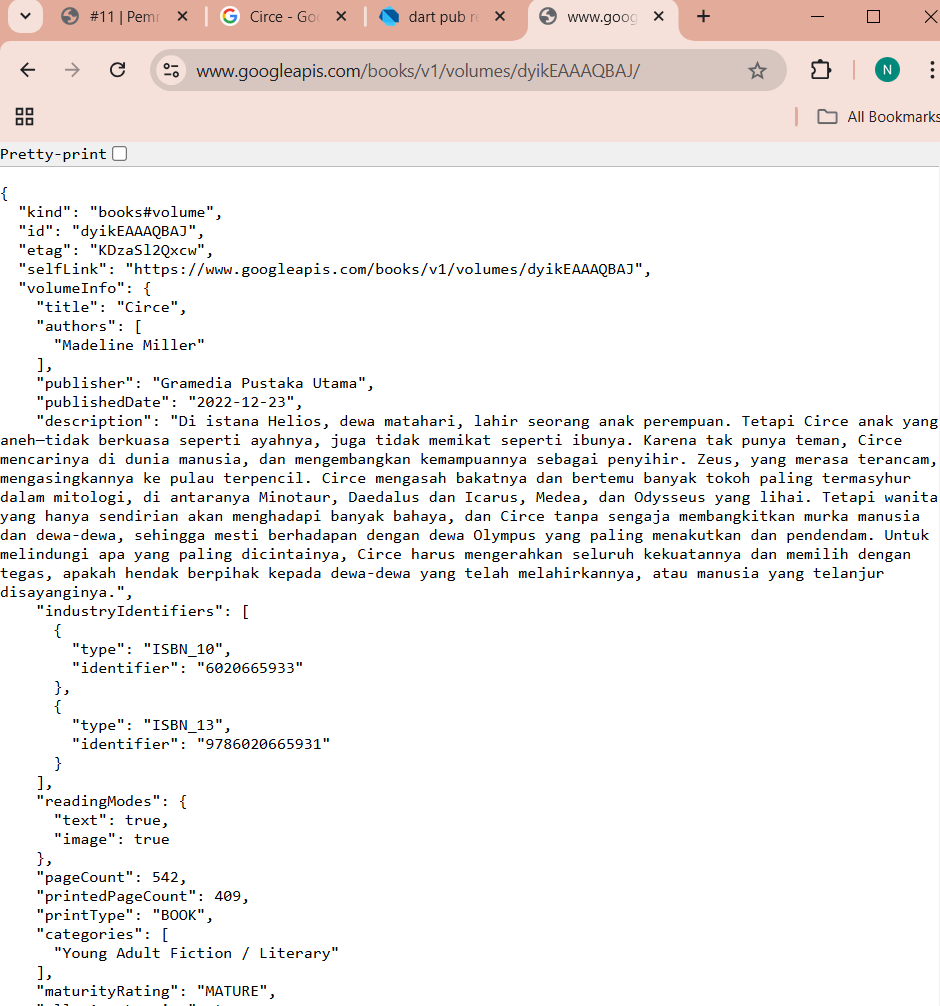 #11 | Pem
Circe - Go
dart pub re
www.goog
www.googleapis.com/books/v1/volumes/dyikEAAAQBAJ/
N
All Bookmarks
Pretty-print
{
"kind": "books#volume",
"id": "dyikEAAAQBAJ",
"etag": "KDzaSl2Qxcw",
"selfLink": "https://www.googleapis.com/books/v1/volumes/dyikEAAAQBAJ",
"volumeInfo": {
"title": "Circe",
"authors": [
"Madeline Miller"
],
"publisher": "Gramedia Pustaka Utama",
"publishedDate": "2022-12-23",
"description": "Di istana Helios, dewa matahari, lahir seorang anak perempuan. Tetapi Circe anak yang
aneh—tidak berkuasa seperti ayahnya, juga tidak memikat seperti ibunya. Karena tak punya teman, Circe
mencarinya di dunia manusia, dan mengembangkan kemampuannya sebagai penyihir. Zeus, yang merasa terancam,
mengasingkannya ke pulau terpencil. Circe mengasah bakatnya dan bertemu banyak tokoh paling termasyhur
dalam mitologi, di antaranya Minotaur, Daedalus dan Icarus, Medea, dan Odysseus yang lihai. Tetapi wanita
yang hanya sendirian akan menghadapi banyak bahaya, dan Circe tanpa sengaja membangkitkan murka manusia
dan dewa-dewa, sehingga mesti berhadapan dengan dewa Olympus yang paling menakutkan dan pendendam. Untuk
melindungi apa yang paling dicintainya, Circe harus mengerahkan seluruh kekuatannya dan memilih dengan
tegas, apakah hendak berpihak kepada dewa-dewa yang telah melahirkannya, atau manusia yang telanjur
disayanginya.",
"industryIdentifiers": [
{
"type": "ISBN_10",
"identifier": "6020665933"
},
{
"type": "ISBN_13",
"identifier": "9786020665931"
}
],
"readingModes": {
"text": true,
"image": true
},
"pageCount": 542,
"printedPageCount": 409,
"printType": "BOOK",
"categories": [
"Young Adult Fiction / Literary"
],
"maturityRating": "MATURE",